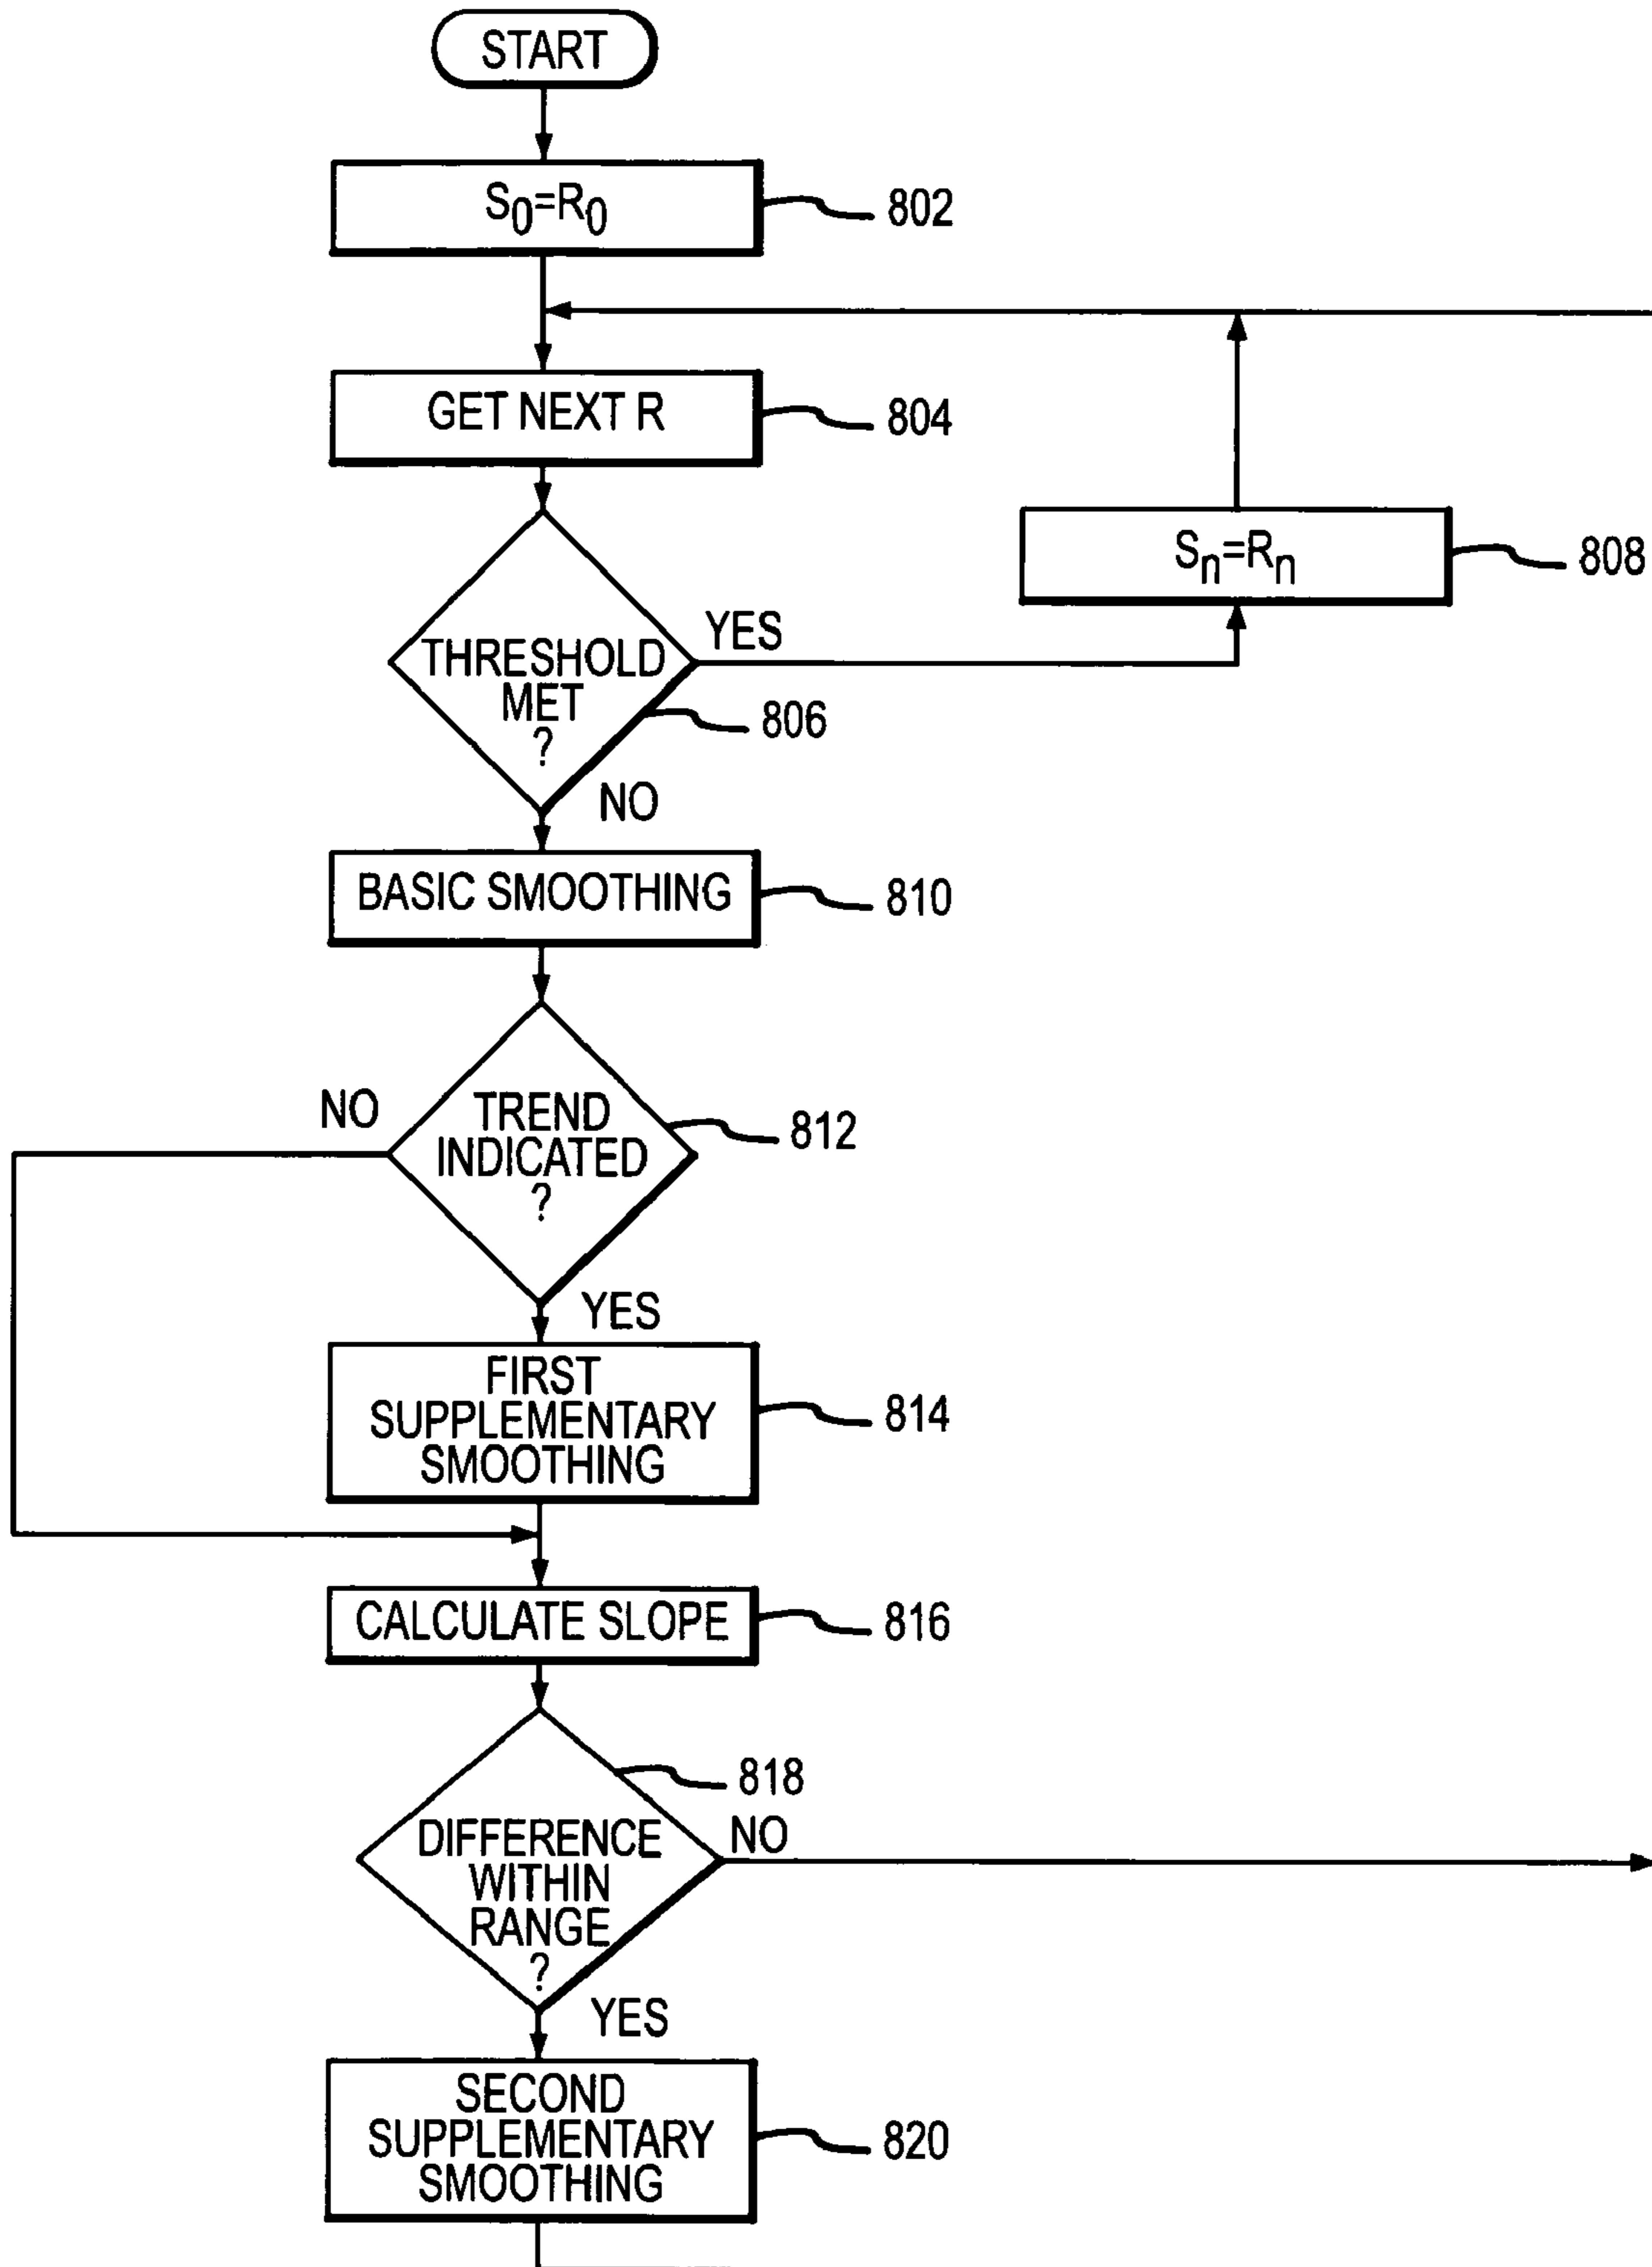 START
S0=R0
802
GET NEXT R
804
Sn=Rn
808
YES
THRESHOLD
MET
?
806
NO
BASIC SMOOTHING
810
NO
TREND
INDICATED
?
812
YES
FIRST
SUPPLEMENTARY
SMOOTHING
814
CALCULATE SLOPE
816
818
DIFFERENCE
WITHIN
RANGE
?
NO
YES
SECOND
SUPPLEMENTARY
SMOOTHING
820